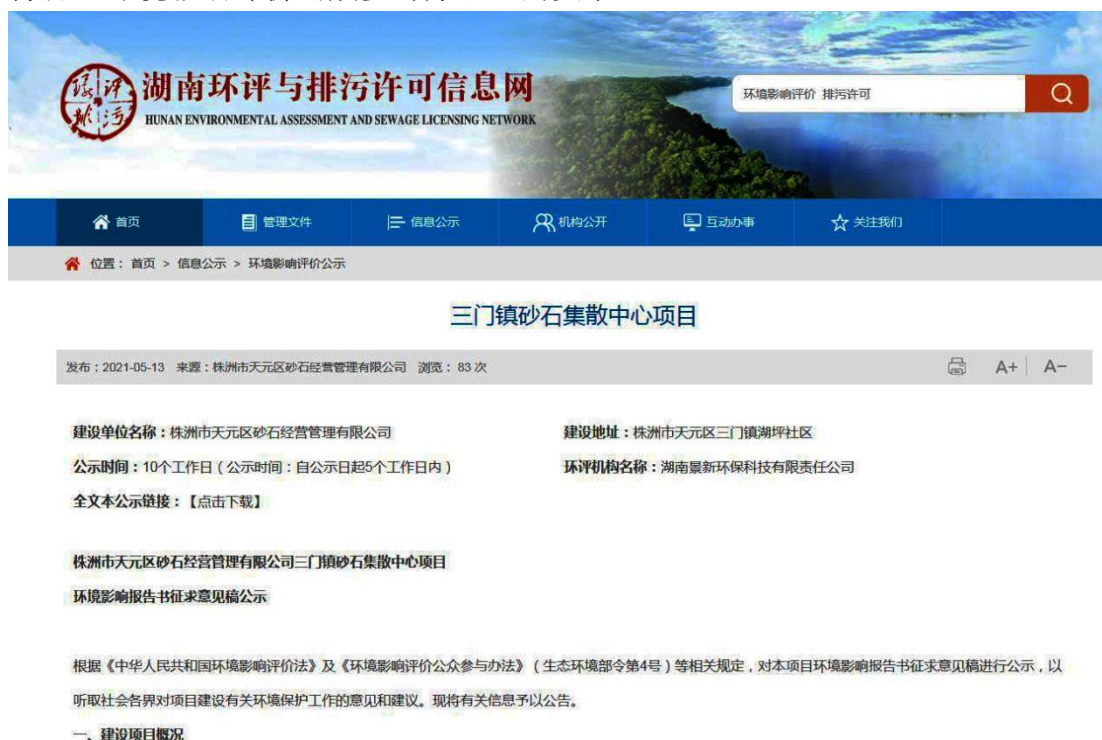 湖南环评与排污许可信息网
HUNAN ENVIRONMENTAL ASSESSMENT AND SEWAGE LICENSING NETWORK
环境影响评价 排污许可
首页 管理文件 信息公示 机构公开 互动办事 关注我们
位置： 首页 > 信息公示 > 环境影响评价公示
三门镇砂石集散中心项目
发布：2021-05-13 来源：株洲市天元区砂石经营管理有限公司 浏览： 83 次 A+ A-
建设单位名称：株洲市天元区砂石经营管理有限公司 建设地址：株洲市天元区三门镇湖坪社区
公示时间：10个工作日（公示时间：自公示日起5个工作日内） 环评机构名称：湖南景新环保科技有限责任公司
全文本公示链接：【点击下载】
株洲市天元区砂石经营管理有限公司三门镇砂石集散中心项目
环境影响报告书征求意见稿公示
根据《中华人民共和国环境影响评价法》及《环境影响评价公众参与办法》（生态环境部令第4号）等相关规定，对本项目环境影响报告书征求意见稿进行公示，以
听取社会各界对项目建设有关环境保护工作的意见和建议。现将有关信息予以公告。
一、建设项目概况